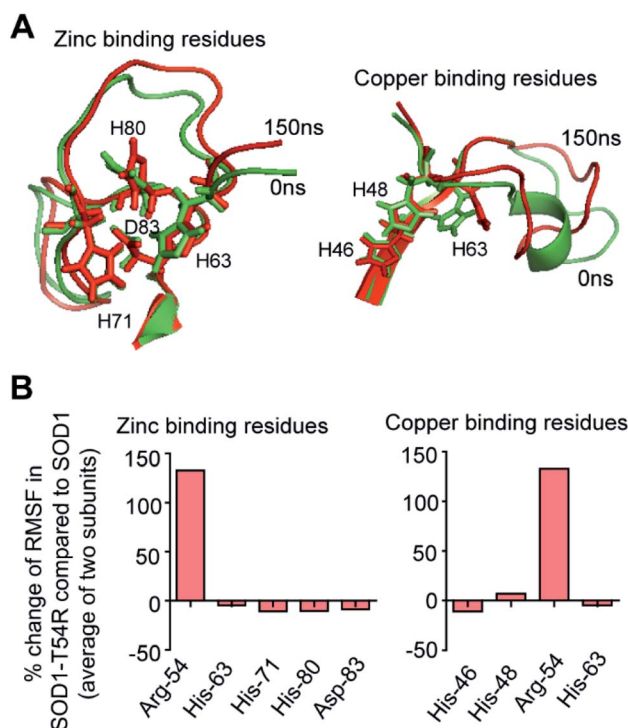 A
Zinc binding residues
Copper binding residues
H80
150ns
0ns
D83
H63
H71
150ns
H48
H46
H63
0ns
B
Zinc binding residues
Copper binding residues
% change of RMSF in
SOD1-T54R compared to SOD1
(average of two subunits)
150
100
50
0
-50
Arg-54
His-63
His-71
His-80
Asp-83
150
100
50
0
-50
His-46
His-48
Arg-54
His-63